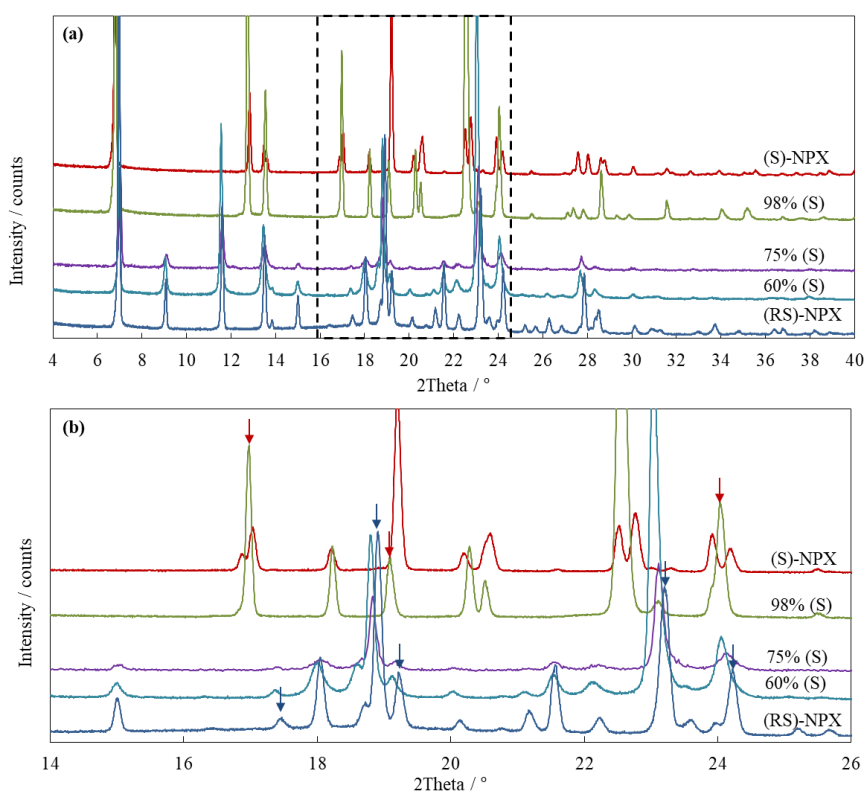 (a)
Intensity / counts
(S)-NPX
98% (S)
75% (S)
60% (S)
(RS)-NPX
4 6 8 10 12 14 16 18 20 22 24 26 28 30 32 34 36 38 40
2Theta / °
(b)
Intensity / counts
(S)-NPX
98% (S)
75% (S)
60% (S)
(RS)-NPX
14 16 18 20 22 24 26
2Theta / °